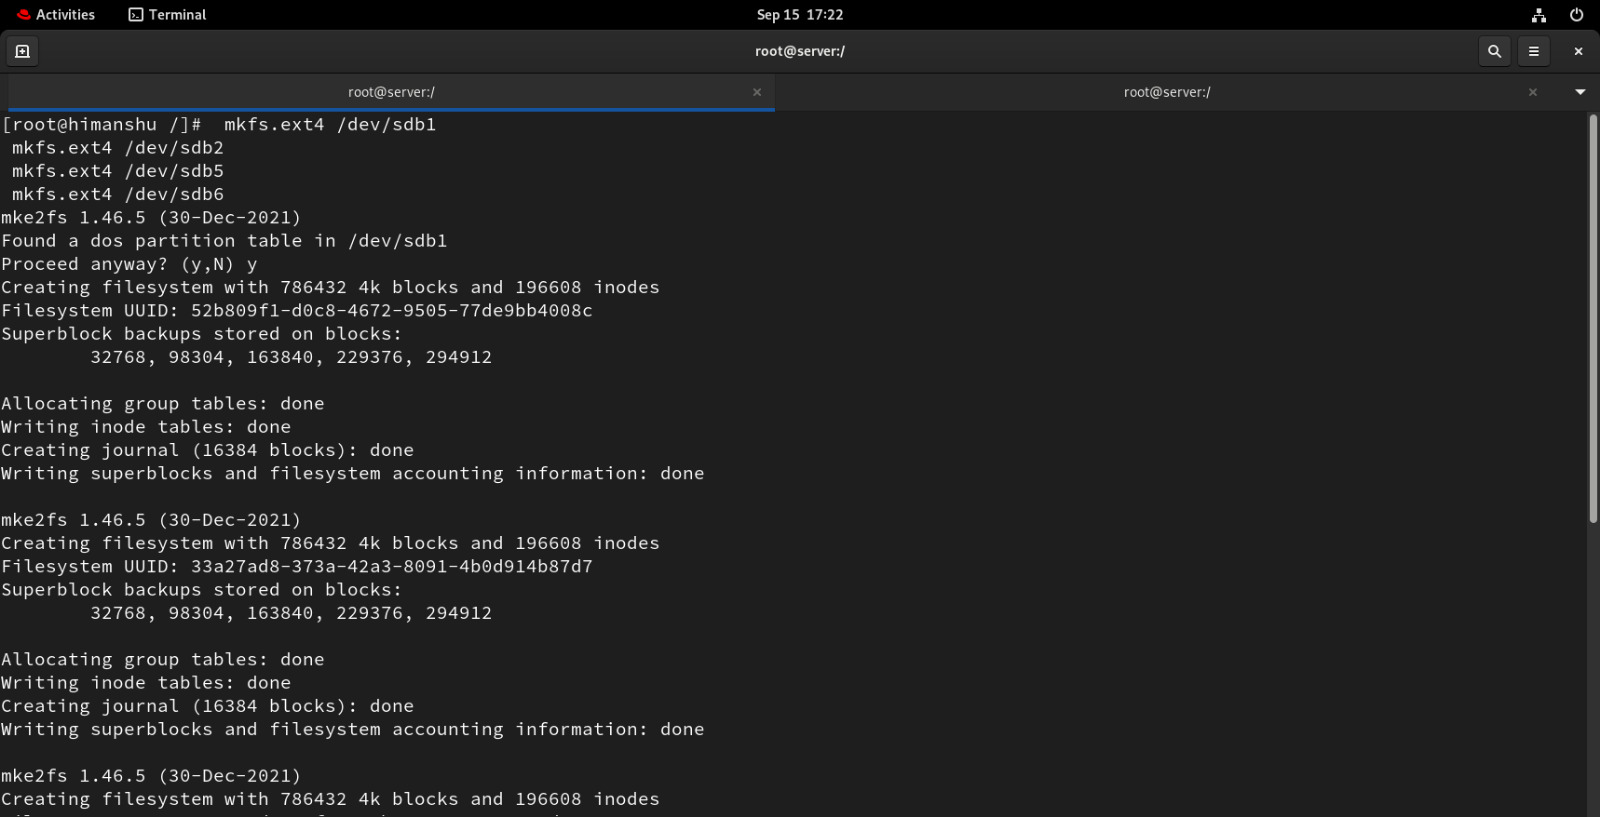 Activities Terminal Sep 15 17:22
root@server:/
root@server:/ root@server:/
[root@himanshu /]#  mkfs.ext4 /dev/sdb1
 mkfs.ext4 /dev/sdb2
 mkfs.ext4 /dev/sdb5
 mkfs.ext4 /dev/sdb6
mke2fs 1.46.5 (30-Dec-2021)
Found a dos partition table in /dev/sdb1
Proceed anyway? (y,N) y
Creating filesystem with 786432 4k blocks and 196608 inodes
Filesystem UUID: 52b809f1-d0c8-4672-9505-77de9bb4008c
Superblock backups stored on blocks:
        32768, 98304, 163840, 229376, 294912
Allocating group tables: done
Writing inode tables: done
Creating journal (16384 blocks): done
Writing superblocks and filesystem accounting information: done
mke2fs 1.46.5 (30-Dec-2021)
Creating filesystem with 786432 4k blocks and 196608 inodes
Filesystem UUID: 33a27ad8-373a-42a3-8091-4b0d914b87d7
Superblock backups stored on blocks:
        32768, 98304, 163840, 229376, 294912
Allocating group tables: done
Writing inode tables: done
Creating journal (16384 blocks): done
Writing superblocks and filesystem accounting information: done
mke2fs 1.46.5 (30-Dec-2021)
Creating filesystem with 786432 4k blocks and 196608 inodes